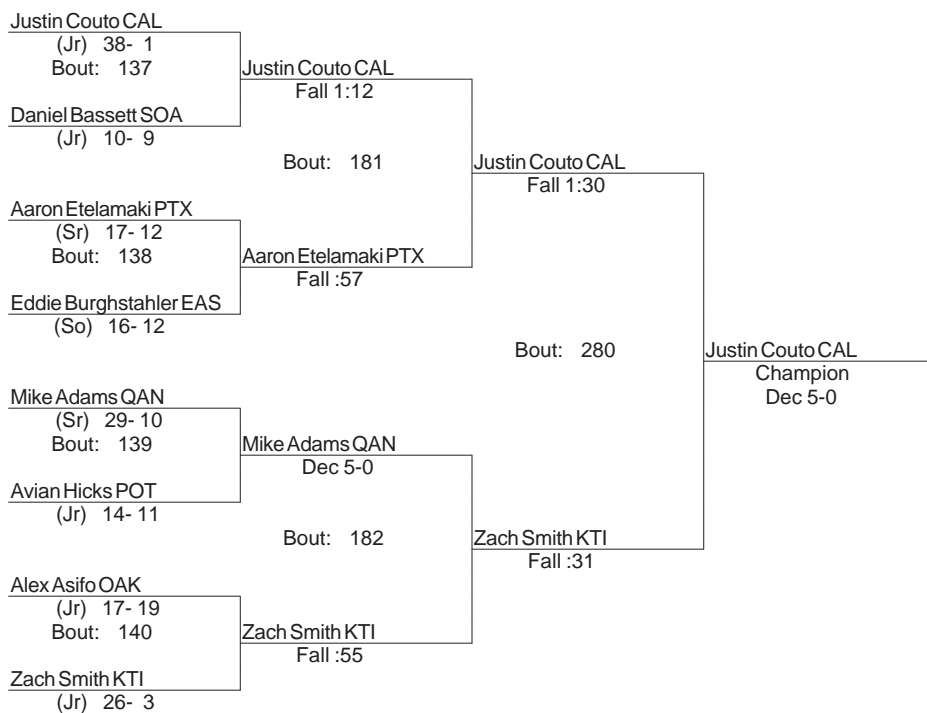 Justin Couto CAL
(Jr) 38- 1
Bout: 137
Justin Couto CAL
Fall 1:12
Daniel Bassett SOA
(Jr) 10- 9
Bout: 181
Justin Couto CAL
Fall 1:30
Aaron Etelamaki PTX
(Sr) 17- 12
Bout: 138
Aaron Etelamaki PTX
Fall :57
Eddie Burghstahler EAS
(So) 16- 12
Bout: 280
Justin Couto CAL
Champion
Dec 5-0
Mike Adams QAN
(Sr) 29- 10
Bout: 139
Mike Adams QAN
Dec 5-0
Avian Hicks POT
(Jr) 14- 11
Bout: 182
Zach Smith KTI
Fall :31
Alex Asifo OAK
(Jr) 17- 19
Bout: 140
Zach Smith KTI
Fall :55
Zach Smith KTI
(Jr) 26- 3